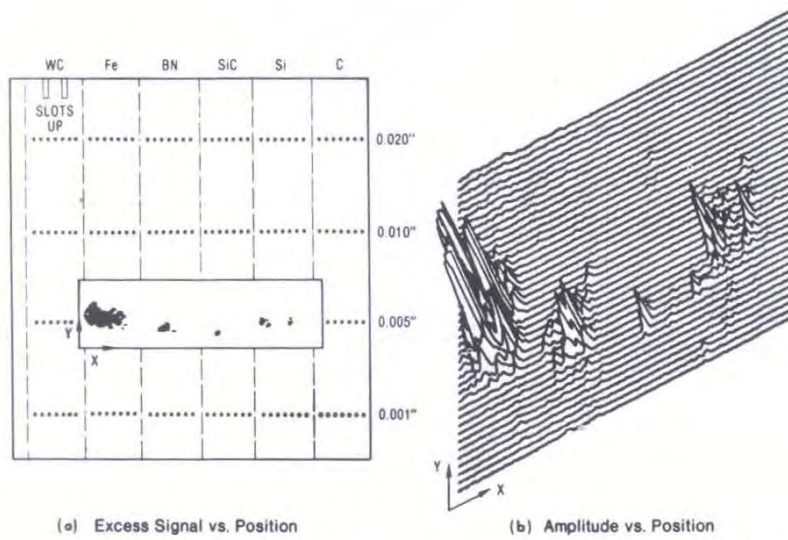 WC Fe BN SiC Si C
SLOTS
UP
0.020"
0.010"
0.005"
Y
X
0.001"
Y
X
(a) Excess Signal vs. Position
(b) Amplitude vs. Position